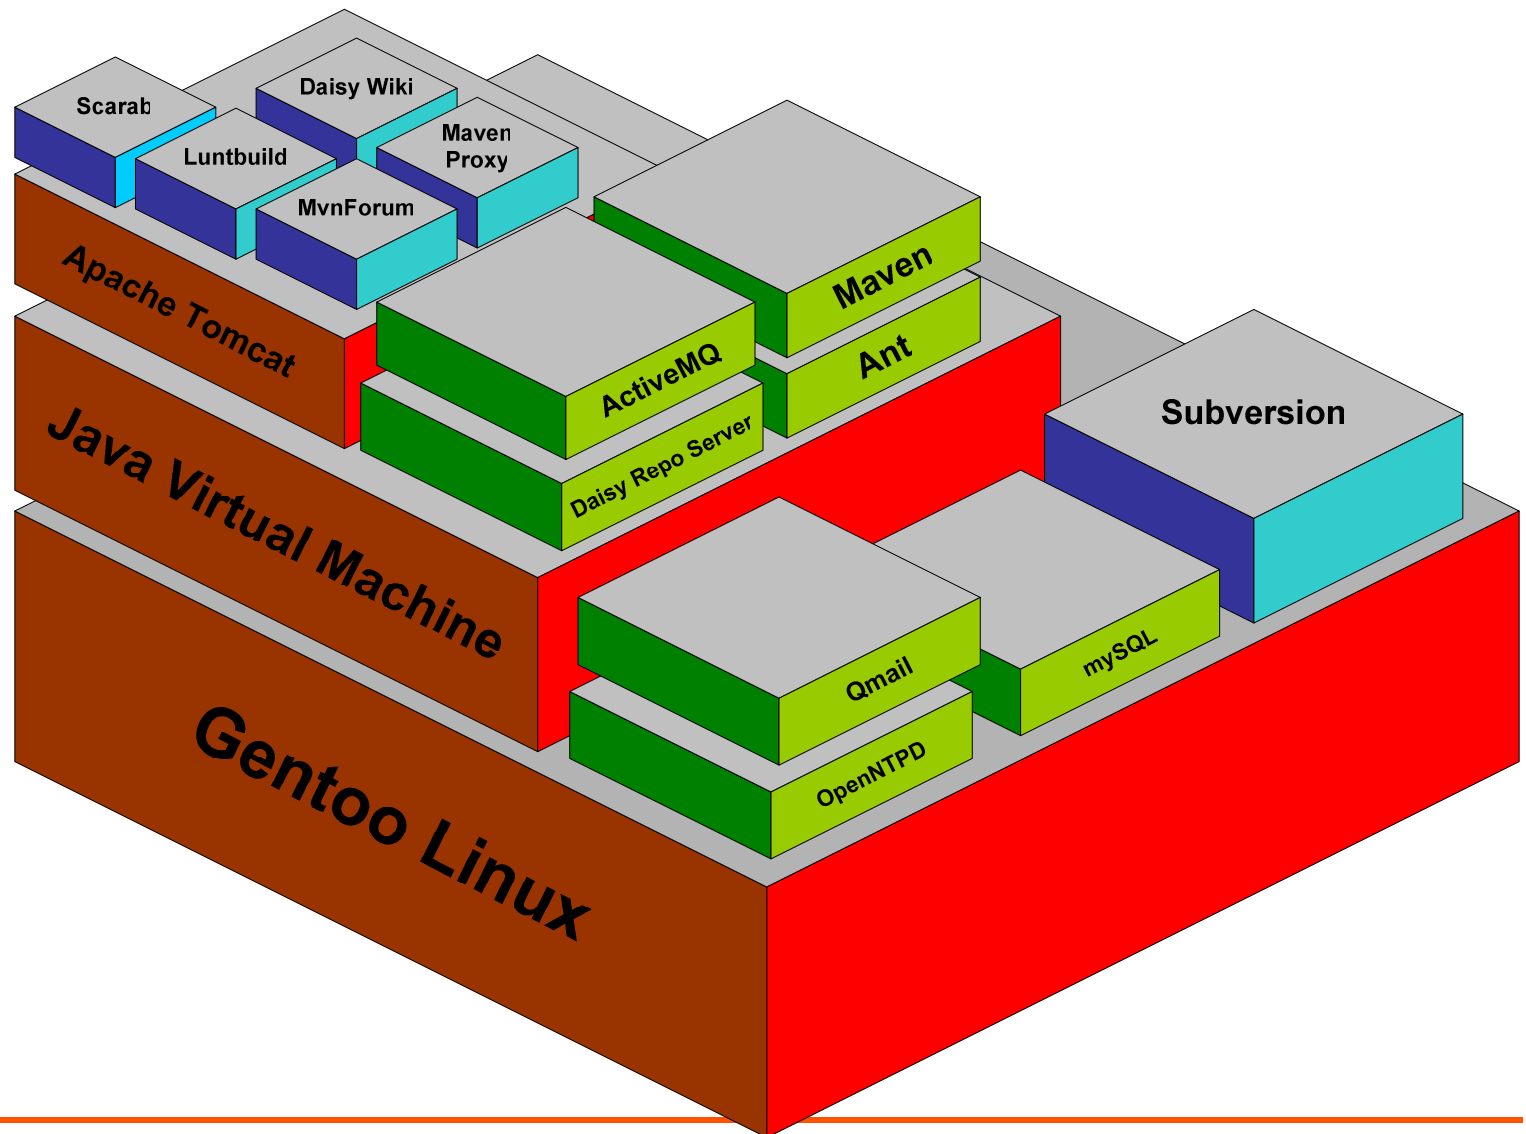 Scarab
Daisy Wiki
Luntbuild
Maven
Proxy
MvnForum
Apache Tomcat
Maven
ActiveMQ
Ant
Daisy Repo Server
Java Virtual Machine
Subversion
Qmail
mySQL
OpenNTPD
Gentoo Linux